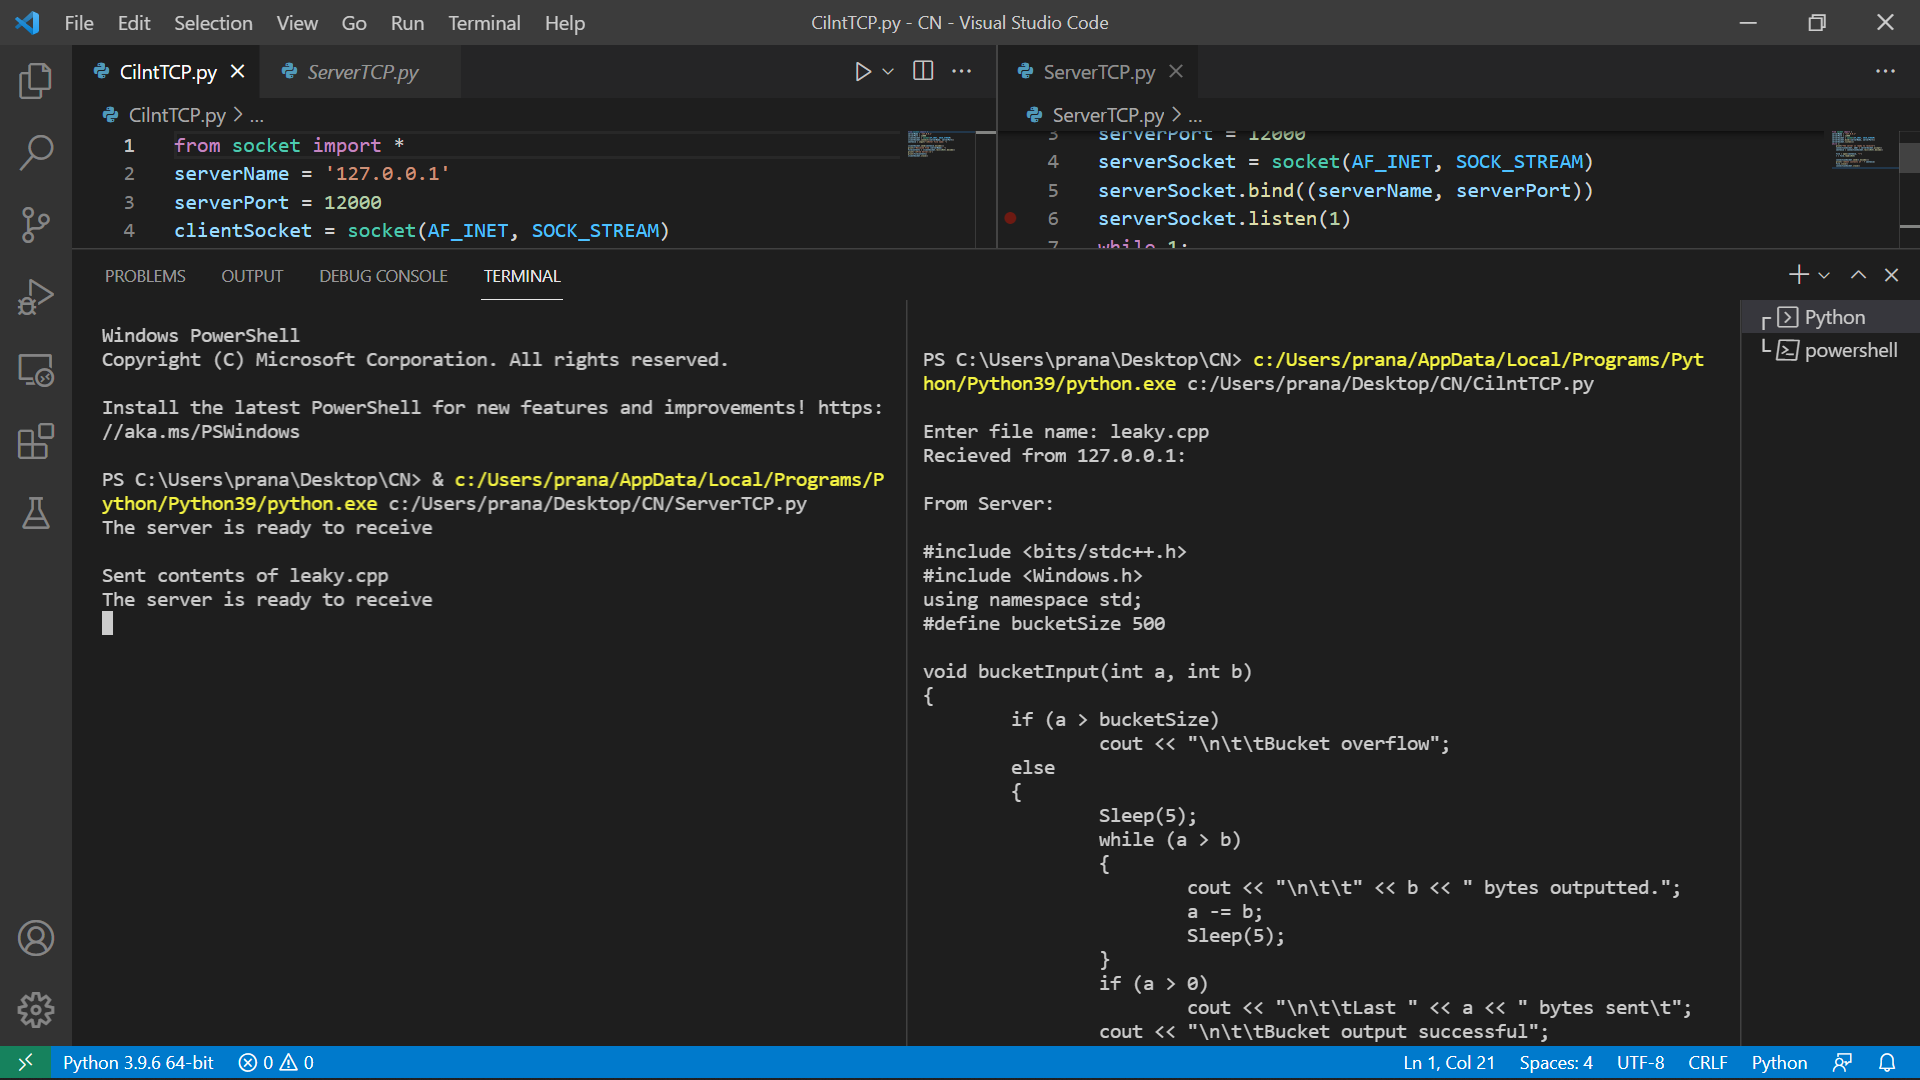 File Edit Selection View Go Run Terminal Help CilntTCP.py - CN - Visual Studio Code
CilntTCP.py ServerTCP.py
CilntTCP.py > ...
1 from socket import *
2 serverName = '127.0.0.1'
3 serverPort = 12000
4 clientSocket = socket(AF_INET, SOCK_STREAM)
ServerTCP.py
ServerTCP.py > ...
3 serverPort = 12000
4 serverSocket = socket(AF_INET, SOCK_STREAM)
5 serverSocket.bind((serverName, serverPort))
6 serverSocket.listen(1)
7 while 1:
PROBLEMS OUTPUT DEBUG CONSOLE TERMINAL
Windows PowerShell
Copyright (C) Microsoft Corporation. All rights reserved.
Install the latest PowerShell for new features and improvements! https:
//aka.ms/PSWindows
PS C:\Users\prana\Desktop\CN> & c:/Users/prana/AppData/Local/Programs/P
ython/Python39/python.exe c:/Users/prana/Desktop/CN/ServerTCP.py
The server is ready to receive
Sent contents of leaky.cpp
The server is ready to receive
PS C:\Users\prana\Desktop\CN> c:/Users/prana/AppData/Local/Programs/Pyt
hon/Python39/python.exe c:/Users/prana/Desktop/CN/CilntTCP.py
Enter file name: leaky.cpp
Recieved from 127.0.0.1:
From Server:
#include <bits/stdc++.h>
#include <Windows.h>
using namespace std;
#define bucketSize 500
void bucketInput(int a, int b)
{
if (a > bucketSize)
cout << "\n\t\tBucket overflow";
else
{
Sleep(5);
while (a > b)
{
cout << "\n\t\t" << b << " bytes outputted.";
a -= b;
Sleep(5);
}
if (a > 0)
cout << "\n\t\tLast " << a << " bytes sent\t";
cout << "\n\t\tBucket output successful";
Python
powershell
Python 3.9.6 64-bit 0 0 Ln 1, Col 21 Spaces: 4 UTF-8 CRLF Python